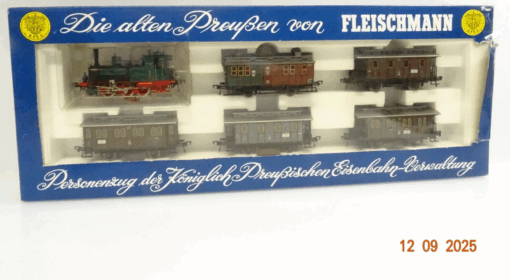 Die alten Preußen von FLEISCHMANN
Personenzug der Königlich Preußischen Eisenbahn-Verwaltung
12 09 2025